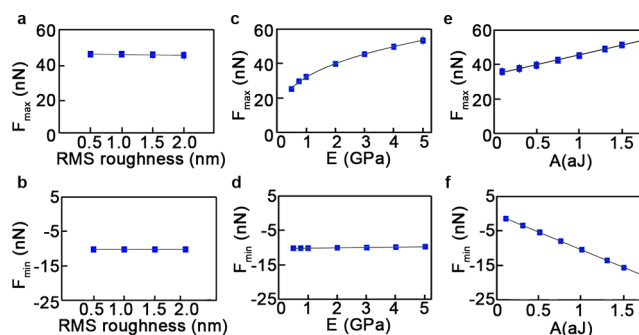 a
60
40
20
0
F_max (nN)
0.5 1.0 1.5 2.0
RMS roughness (nm)
c
60
40
20
0
F_max (nN)
0 1 2 3 4 5
E (GPa)
e
60
40
20
0
F_max (nN)
0 0.5 1 1.5
A(aJ)
b
5
-5
-15
-25
F_min (nN)
0.5 1.0 1.5 2.0
RMS roughness (nm)
d
5
-5
-15
-25
F_min (nN)
0 1 2 3 4 5
E (GPa)
f
5
-5
-15
-25
F_min (nN)
0 0.5 1 1.5
A(aJ)